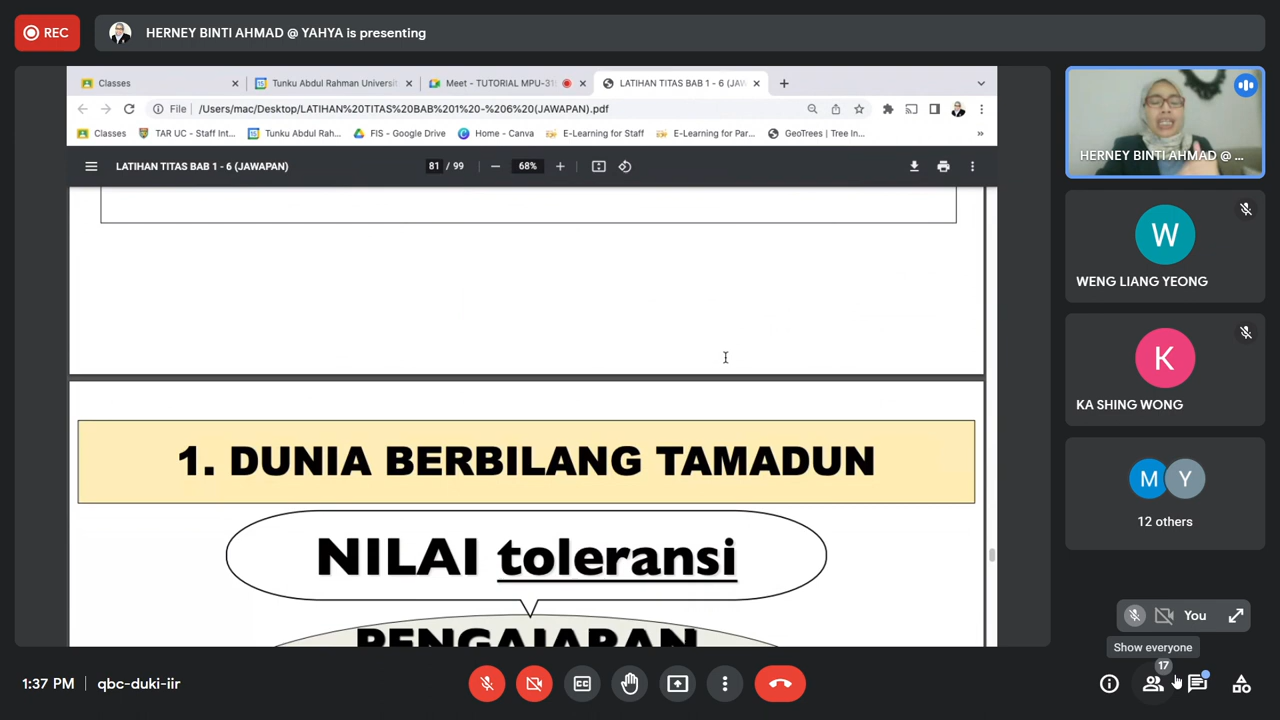 REC
HERNEY BINTI AHMAD @ YAHYA is presenting
Classes
Tunku Abdul Rahman Universit
Meet - TUTORIAL MPU-31
LATIHAN TITAS BAB 1 - 6 (JAW
File
/Users/mac/Desktop/LATIHAN%20TITAS%20BAB%201%20-%206%20(JAWAPAN).pdf
Classes
TAR UC - Staff Int...
Tunku Abdul Rah...
FIS - Google Drive
Home - Canva
E-Learning for Staff
E-Learning for Par...
GeoTrees | Tree In...
»
LATIHAN TITAS BAB 1 - 6 (JAWAPAN)
81 / 99
68%
1. DUNIA BERBILANG TAMADUN
NILAI toleransi
PENGAJARAN
HERNEY BINTI AHMAD @ ...
W
WENG LIANG YEONG
K
KA SHING WONG
M
Y
12 others
You
Show everyone
17
1:37 PM
qbc-duki-iir